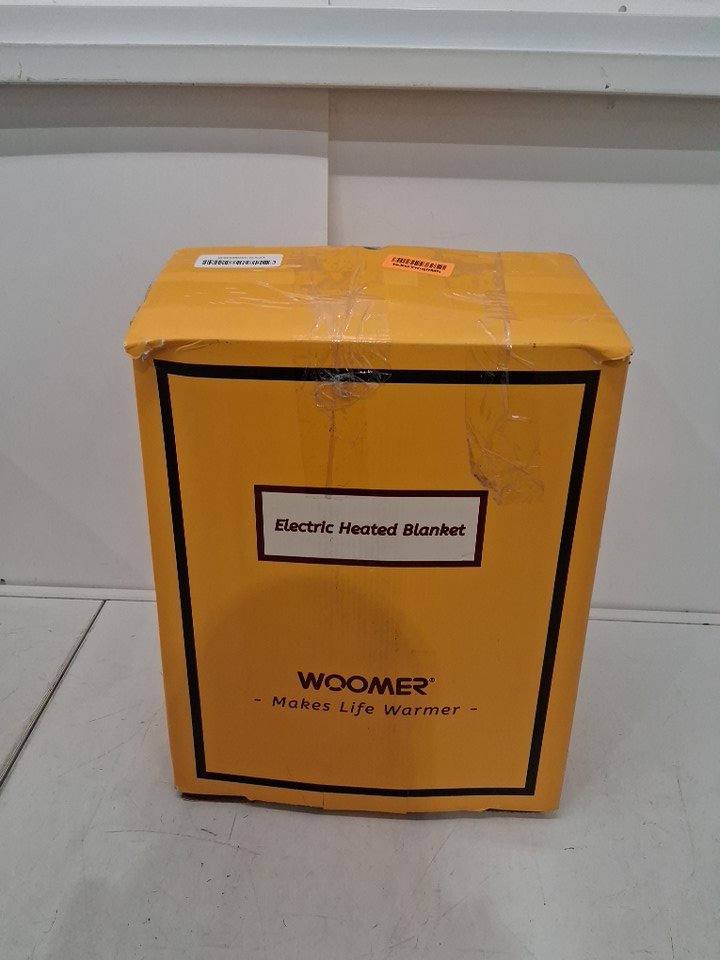 Electric Heated Blanket
WOOMER®
- Makes Life Warmer -